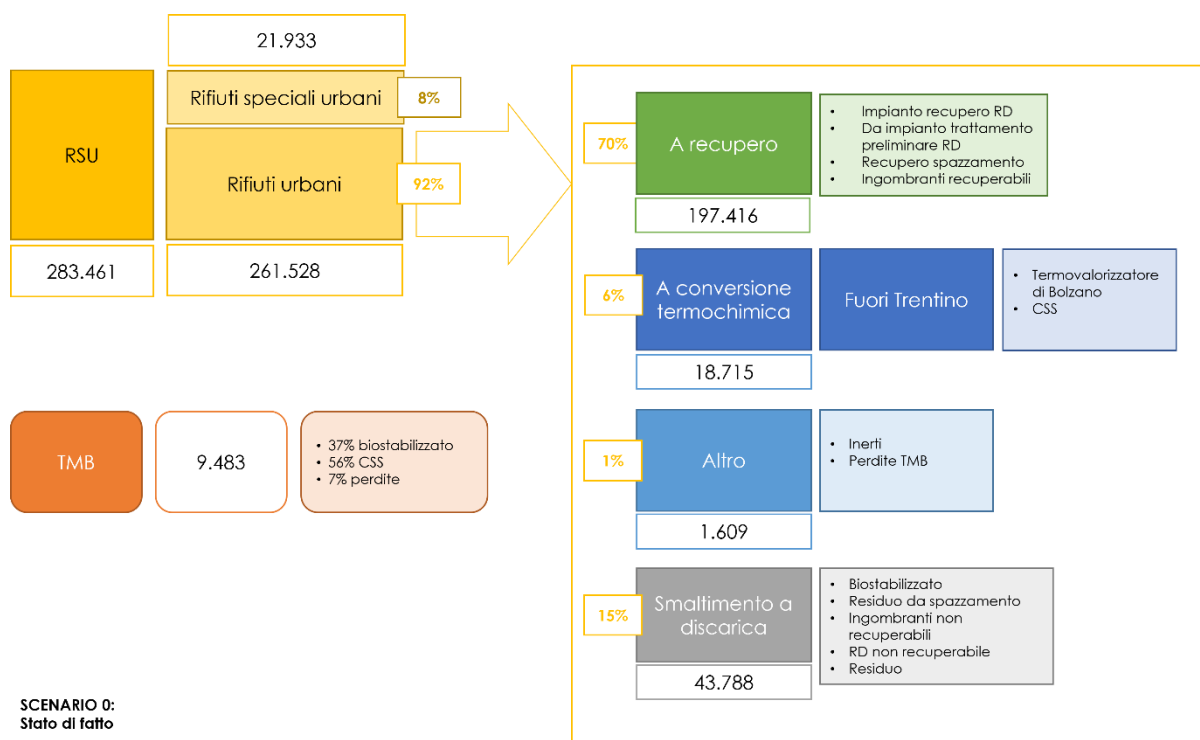 21.933
RSU
Rifiuti speciali urbani
8%
Rifiuti urbani
92%
283.461
261.528
TMB
9.483
• 37% biostabilizzato
• 56% CSS
• 7% perdite
SCENARIO 0:
Stato di fatto
70%
A recupero
197.416
• Impianto recupero RD
• Da impianto trattamento
preliminare RD
• Recupero spazzamento
• Ingombranti recuperabili
6%
A conversione
termochimica
18.715
Fuori Trentino
• Termovalorizzatore
di Bolzano
• CSS
1%
Altro
1.609
• Inerti
• Perdite TMB
15%
Smaltimento a
discarica
43.788
• Biostabilizzato
• Residuo da spazzamento
• Ingombranti non
recuperabili
• RD non recuperabile
• Residuo